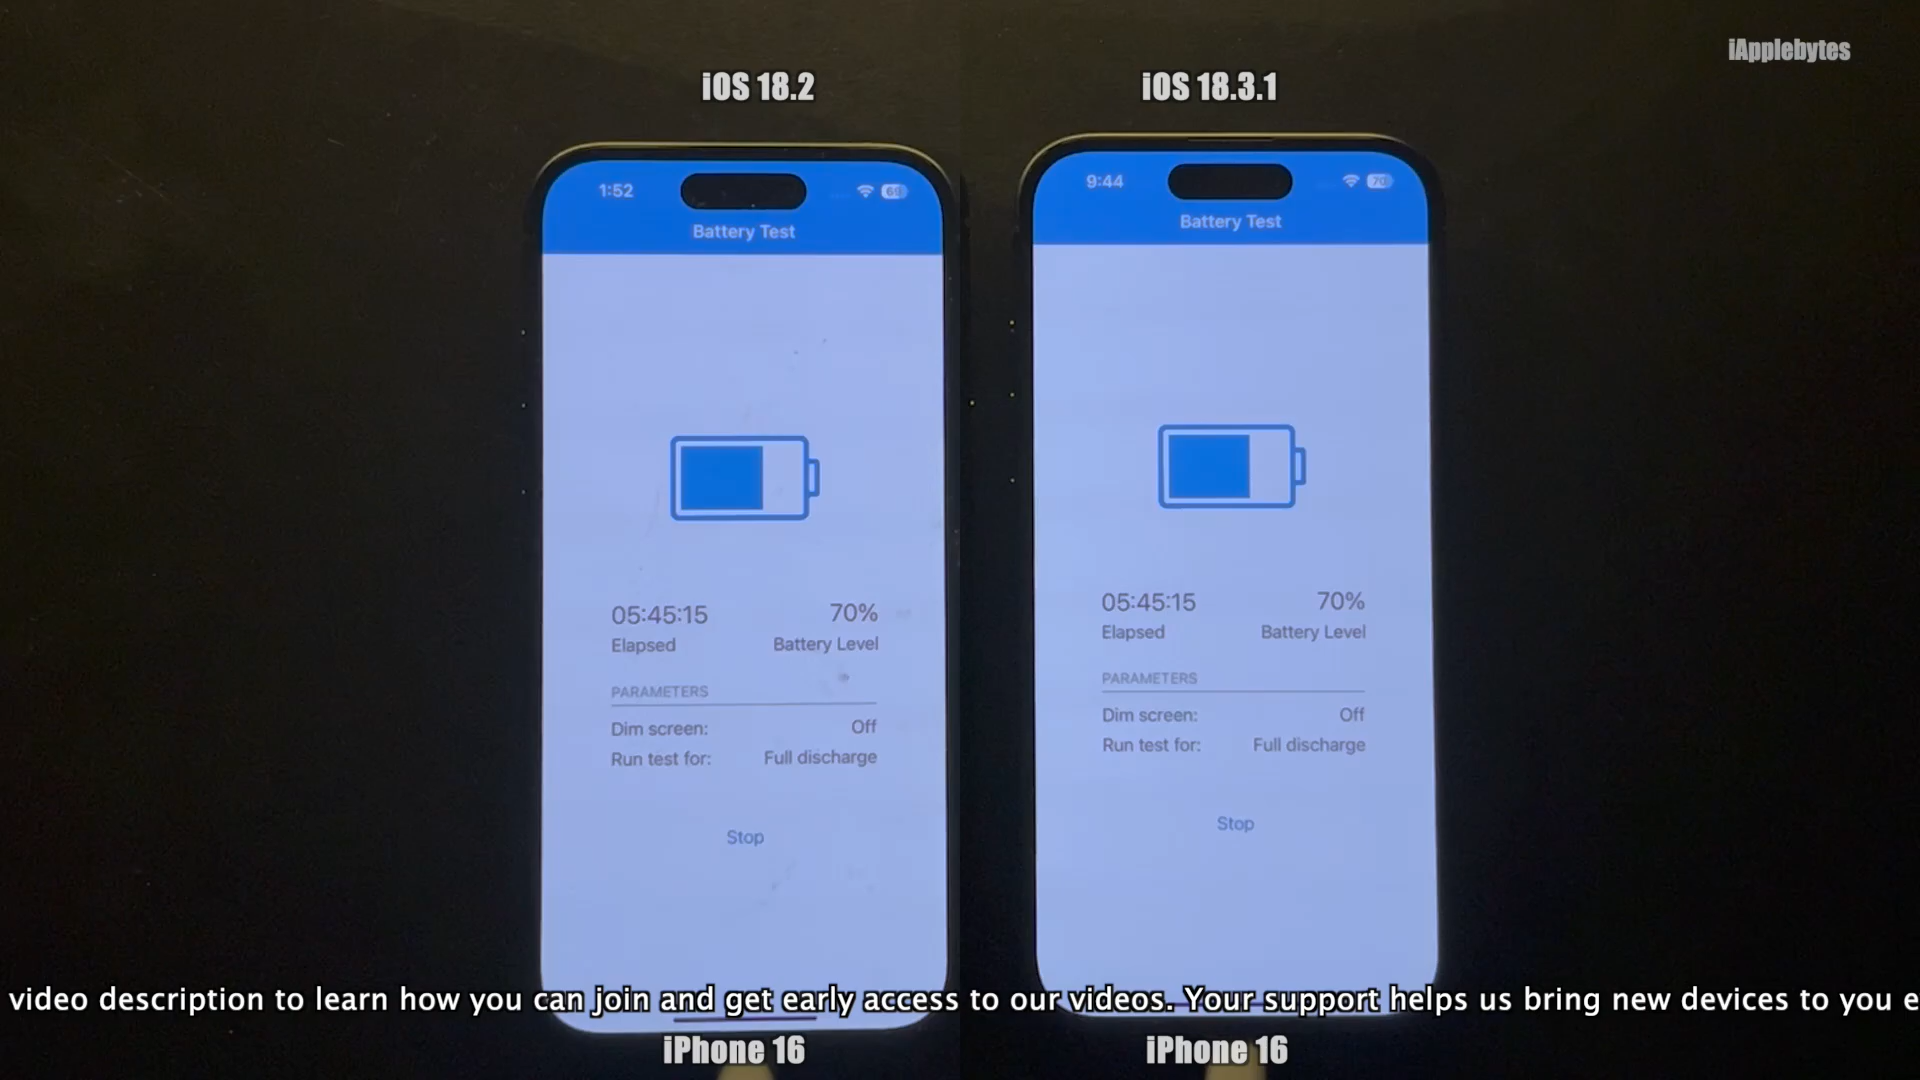 iApplebytes
iOS 18.2
iOS 18.3.1
1:52
69
Battery Test
9:44
70
Battery Test
05:45:15
70%
Elapsed
Battery Level
PARAMETERS
Dim screen:
Off
Run test for:
Full discharge
Stop
05:45:15
70%
Elapsed
Battery Level
PARAMETERS
Dim screen:
Off
Run test for:
Full discharge
Stop
video description to learn how you can join and get early access to our videos. Your support helps us bring new devices to you e
iPhone 16
iPhone 16